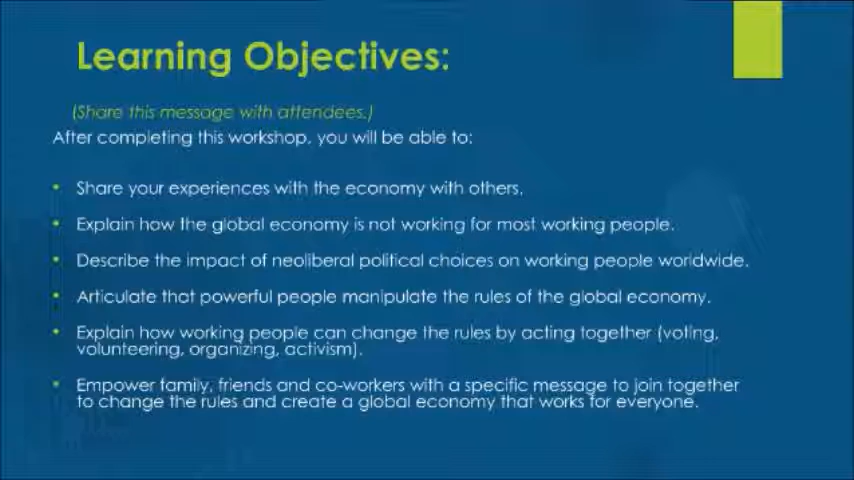 Learning Objectives:
(Share this message with attendees.)
After completing this workshop, you will be able to:
• Share your experiences with the economy with others.
• Explain how the global economy is not working for most working people.
• Describe the impact of neoliberal political choices on working people worldwide.
• Articulate that powerful people manipulate the rules of the global economy.
• Explain how working people can change the rules by acting together (voting,
volunteering, organizing, activism).
• Empower family, friends and co-workers with a specific message to join together
to change the rules and create a global economy that works for everyone.